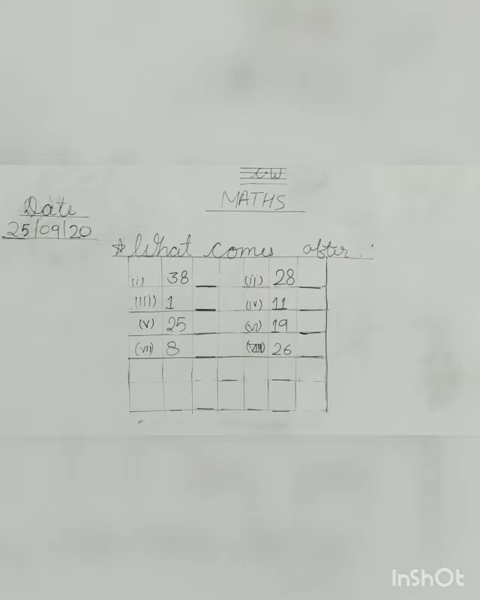 C.W
MATHS
Date
25/09/20
* What comes after :
(i) 38 __ (ii) 28 __
(III) 1 __ (iv) 11 __
(v) 25 __ (vi) 19 __
(vii) 8 __ (VIII) 26 __
InShOt